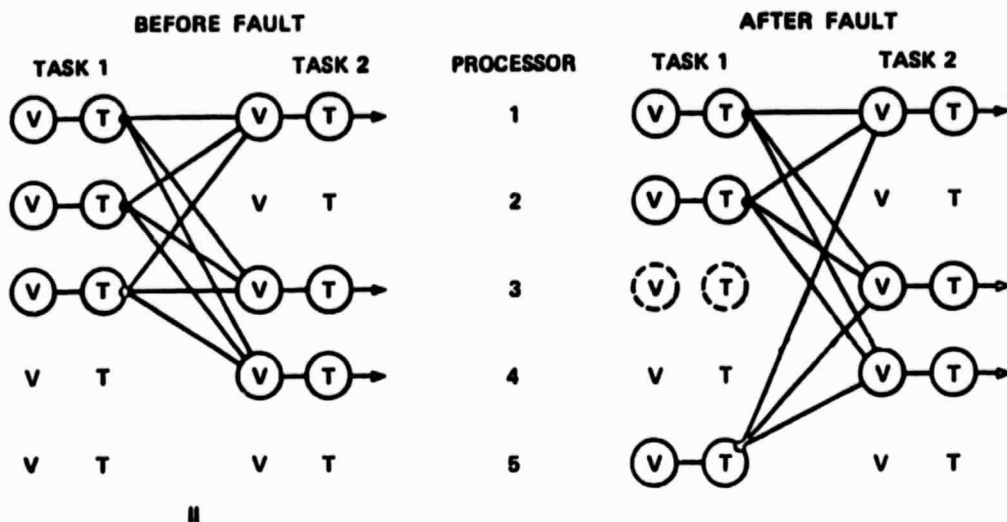 BEFORE FAULT
AFTER FAULT
TASK 1 TASK 2 PROCESSOR TASK 1 TASK 2
V T V T 1 V T V T
V T V T 2 V T V T
V T V T 3 V T V T
V T V T 4 V T V T
V T V T 5 V T V T